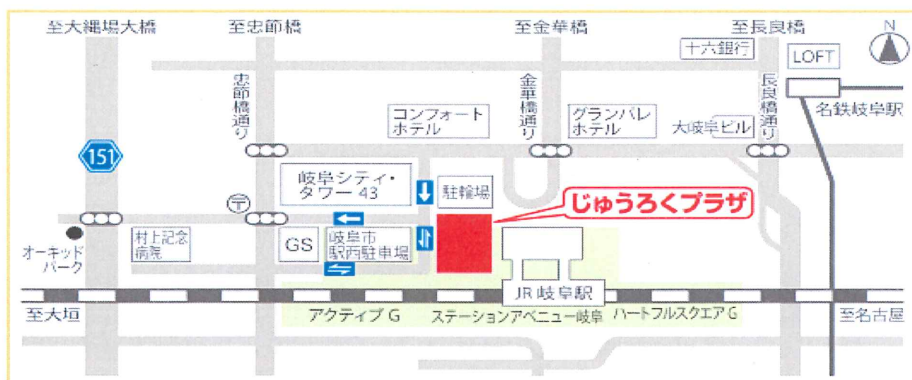 至大縄場大橋
至忠節橋
至金華橋
至長良橋
N
十六銀行
LOFT
忠節橋通り
金華橋通り
長良橋通り
名鉄岐阜駅
コンフォート
ホテル
グランパレ
ホテル
大岐阜ビル
151
岐阜シティ・
タワー 43
駐輪場
じゅうろくプラザ
〒
オーキッド
パーク
村上記念
病院
GS
岐阜市
駅西駐車場
JR 岐阜駅
至大垣
アクティブ G
ステーションアベニュー岐阜
ハートフルスクエア G
至名古屋